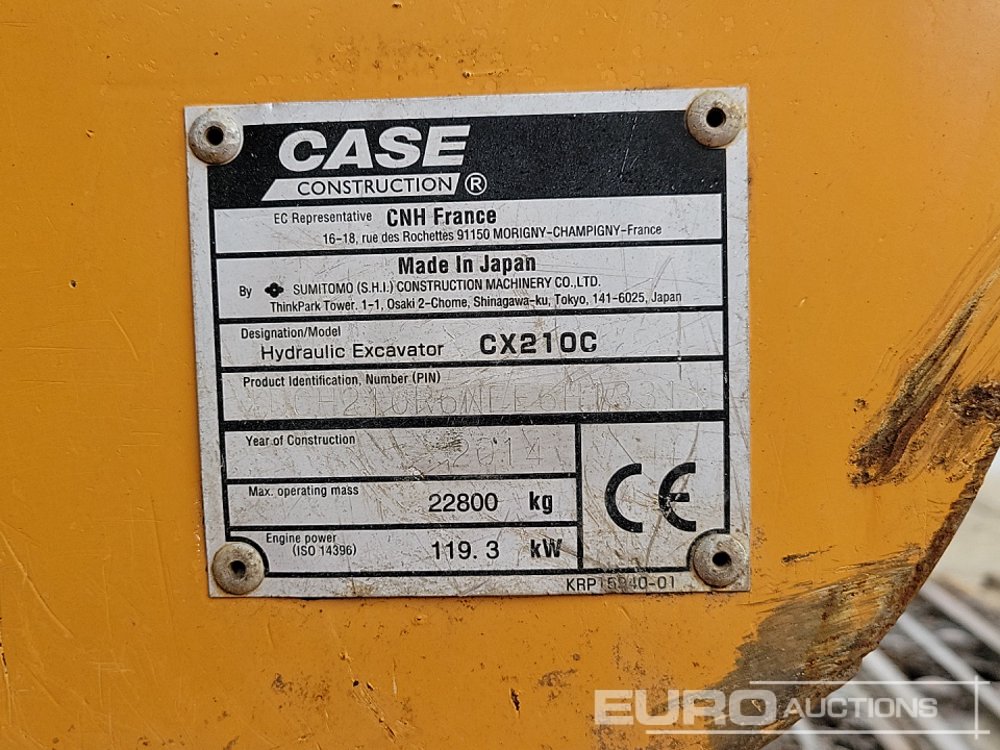 CASE
CONSTRUCTION ®
EC Representative CNH France
16-18, rue des Rochettes 91150 MORIGNY-CHAMPIGNY-France
Made In Japan
By SUMITOMO (S.H.I.) CONSTRUCTION MACHINERY CO.,LTD.
ThinkPark Tower. 1-1, Osaki 2-Chome, Shinagawa-ku, Tokyo, 141-6025, Japan
Designation/Model
Hydraulic Excavator CX210C
Product Identification, Number (PIN)
Year of Construction 2014
Max. operating mass 22800 kg
Engine power
(ISO 14396) 119.3 kW
CE
KRP15940-01
EURO AUCTIONS